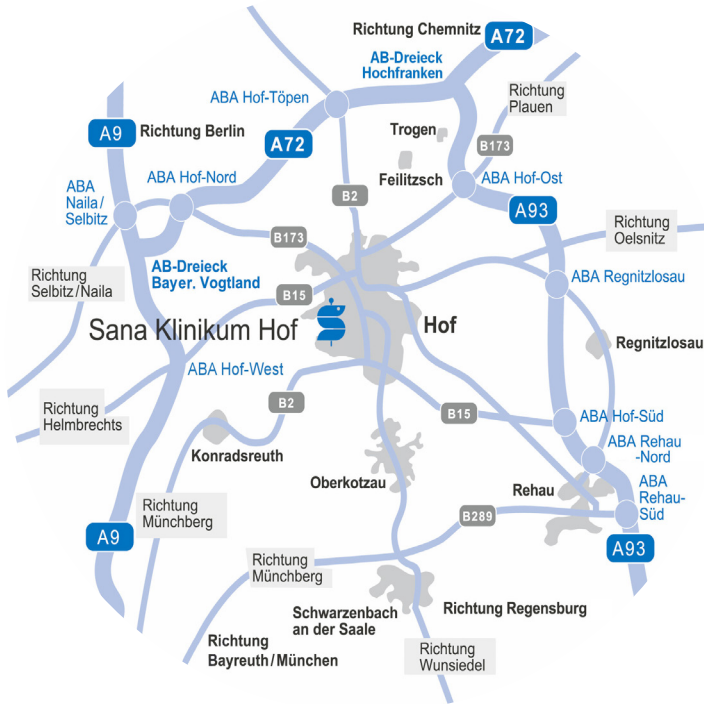 Richtung Chemnitz
A72
AB-Dreieck
Hochfranken
ABA Hof-Töpen
Richtung
Plauen
A9
Richtung Berlin
A72
Trogen
B173
Feilitzsch
ABA
Naila/
Selbitz
ABA Hof-Nord
B2
ABA Hof-Ost
A93
B173
Richtung
Oelsnitz
Richtung
Selbitz/Naila
AB-Dreieck
Bayer. Vogtland
B15
ABA Regnitzlosau
Sana Klinikum Hof
Hof
Regnitzlosau
ABA Hof-West
Richtung
Helmbrechts
B2
B15
ABA Hof-Süd
Konradsreuth
ABA Rehau
-Nord
Oberkotzau
Rehau
ABA
Rehau-
Süd
Richtung
Münchberg
B289
A9
A93
Richtung
Münchberg
Schwarzenbach
an der Saale
Richtung Regensburg
Richtung
Bayreuth/München
Richtung
Wunsiedel